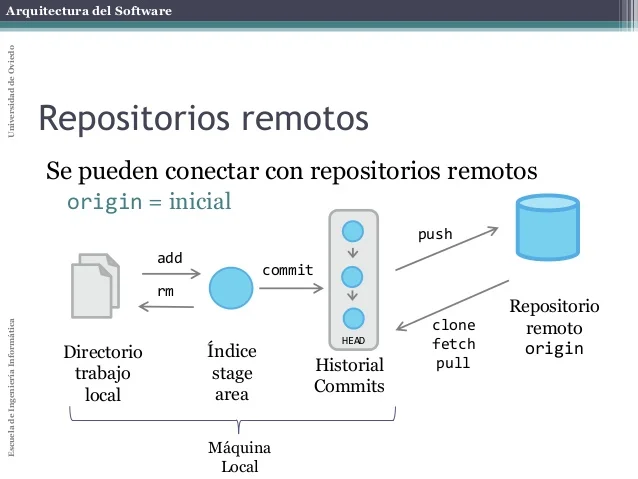 Arquitectura del Software
Universidad de Oviedo
Repositorios remotos
Se pueden conectar con repositorios remotos
origin = inicial
push
add
commit
rm
HEAD
clone
fetch
pull
Repositorio
remoto
origin
Directorio
trabajo
local
Índice
stage
area
Historial
Commits
Escuela de Ingeniería Informática
Máquina
Local